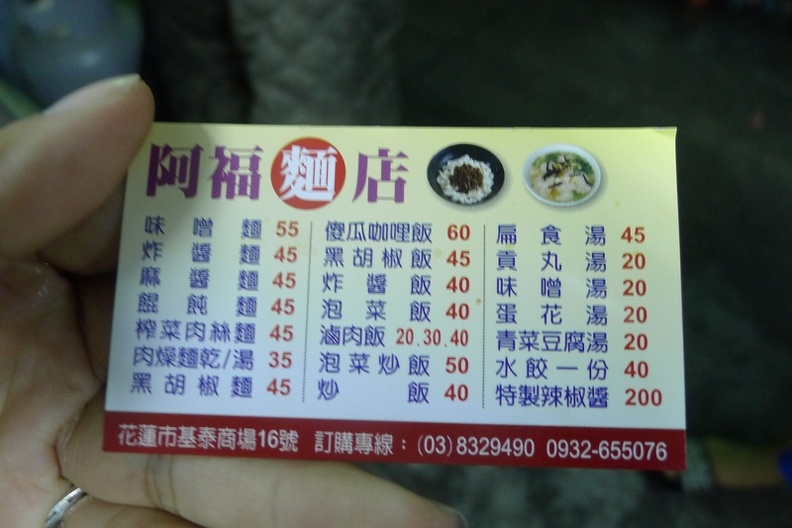 阿福麵店
味噌麵 55
炸醬麵 45
麻醬麵 45
餛飩麵 45
榨菜肉絲麵 45
肉燥麵乾/湯 35
黑胡椒麵 45
傻瓜咖哩飯 60
黑胡椒飯 45
炸醬飯 40
泡菜飯 40
滷肉飯 20.30.40
泡菜炒飯 50
炒飯 40
扁食湯 45
貢丸湯 20
味噌湯 20
蛋花湯 20
青菜豆腐湯 20
水餃一份 40
特製辣椒醬 200
花蓮市基泰商場16號 訂購專線：(03)8329490 0932-655076